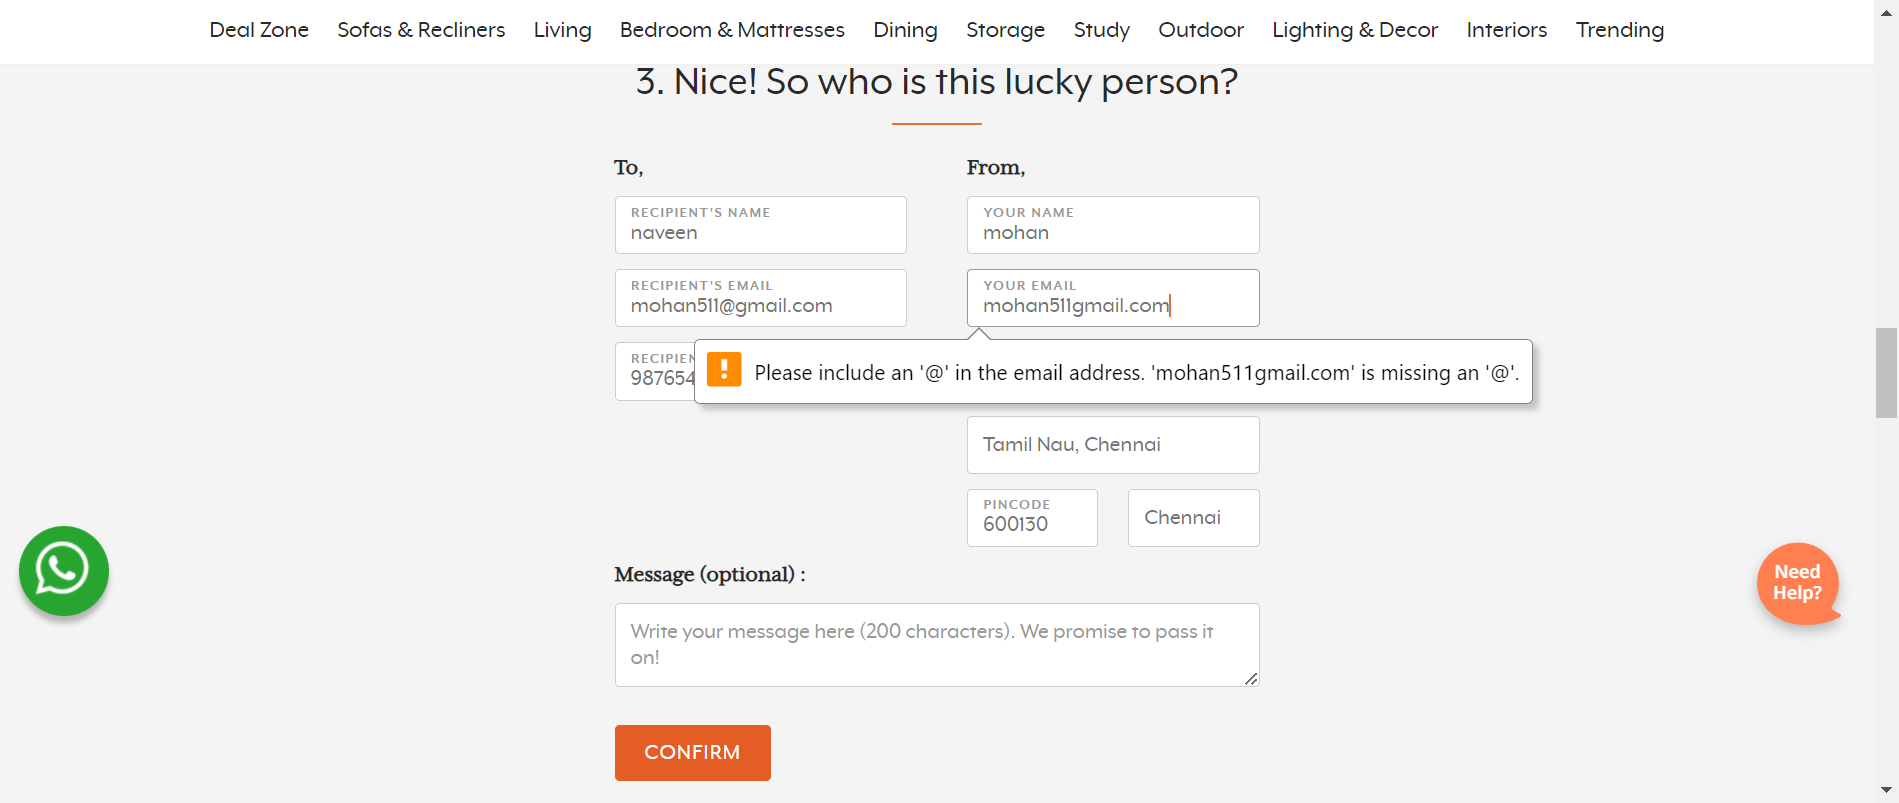 Deal Zone Sofas & Recliners Living Bedroom & Mattresses Dining Storage Study Outdoor Lighting & Decor Interiors Trending
3. Nice! So who is this lucky person?
To,
From,
RECIPIENT'S NAME
naveen
YOUR NAME
mohan
RECIPIENT'S EMAIL
mohan511@gmail.com
YOUR EMAIL
mohan511gmail.com
RECIPIEN
987654
Please include an '@' in the email address. 'mohan511gmail.com' is missing an '@'.
Tamil Nau, Chennai
PINCODE
600130
Chennai
Message (optional) :
Write your message here (200 characters). We promise to pass it
on!
Need
Help?
CONFIRM